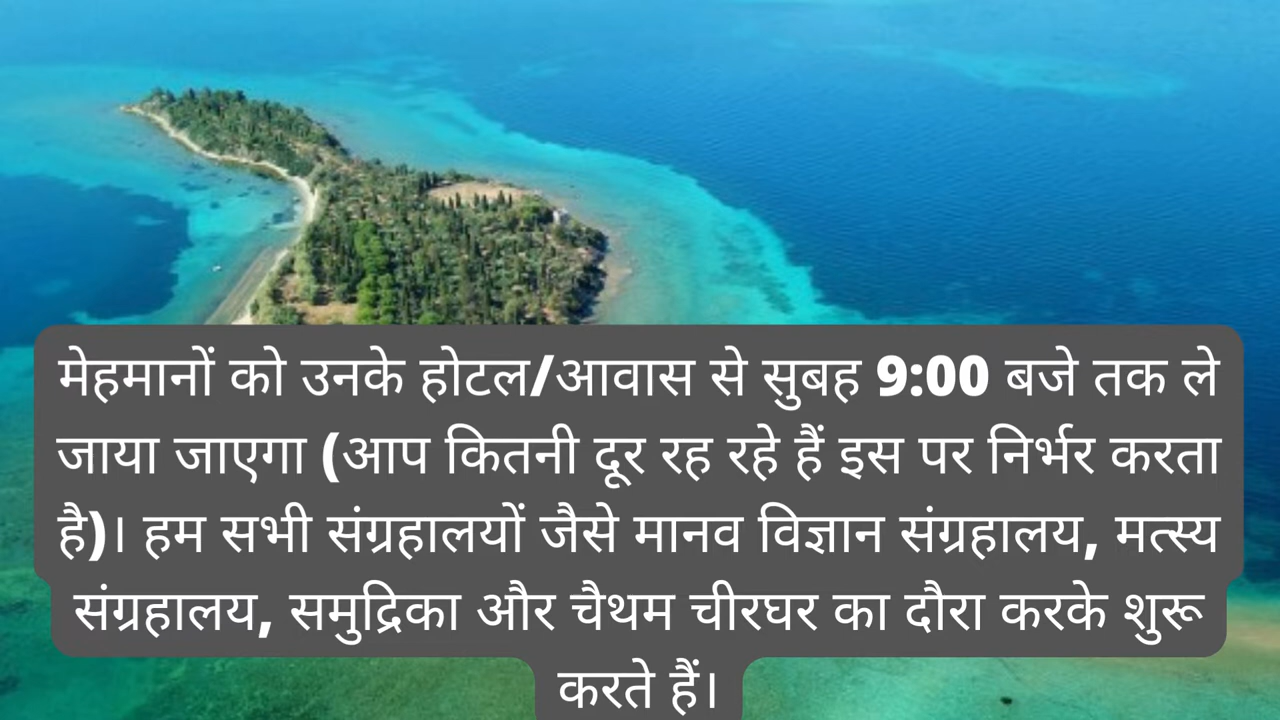 मेहमानों को उनके होटल/आवास से सुबह 9:00 बजे तक ले
जाया जाएगा (आप कितनी दूर रह रहे हैं इस पर निर्भर करता
है)। हम सभी संग्रहालयों जैसे मानव विज्ञान संग्रहालय, मत्स्य
संग्रहालय, समुद्रिका और चैथम चीरघर का दौरा करके शुरू
करते हैं।